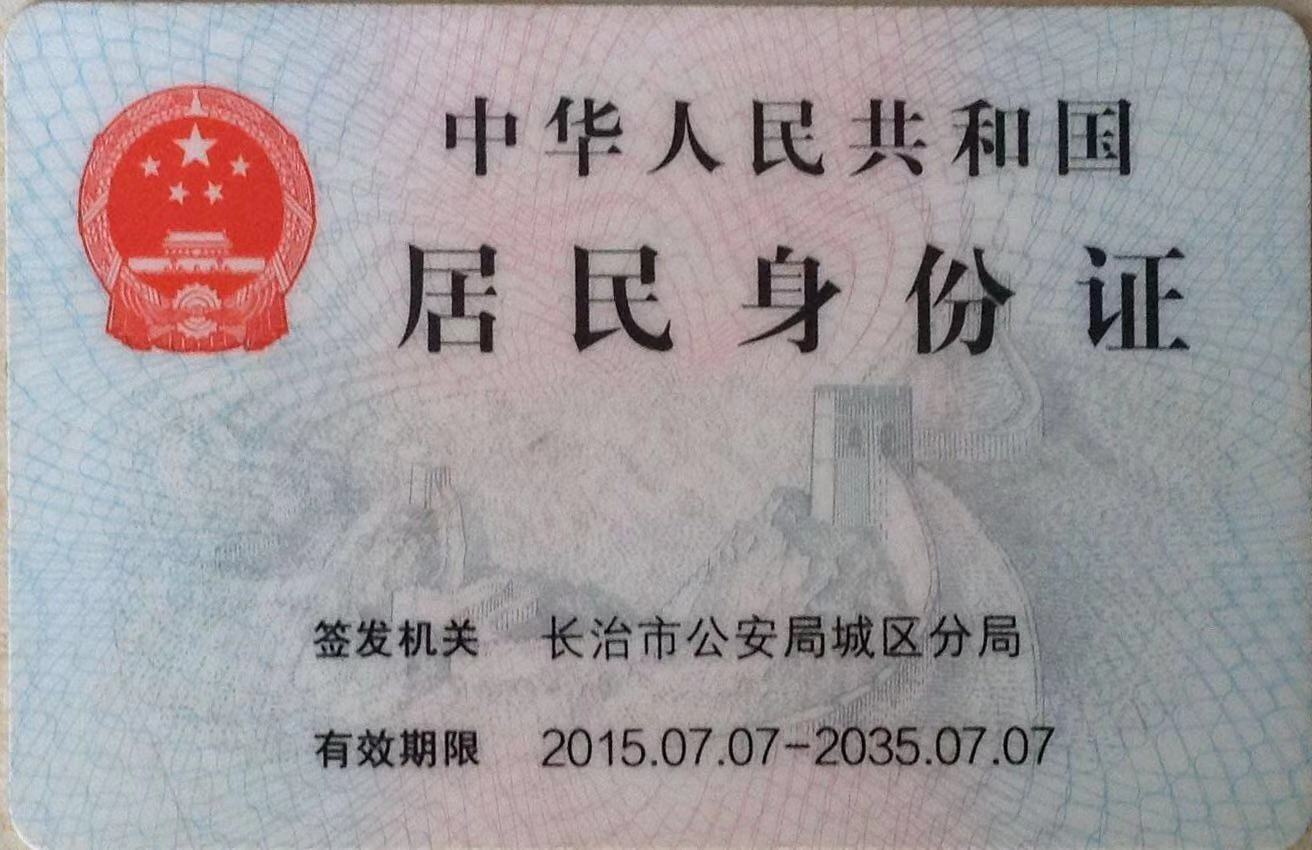 中华人民共和国
居民身份证
签发机关 长治市公安局城区分局
有效期限 2015.07.07-2035.07.07